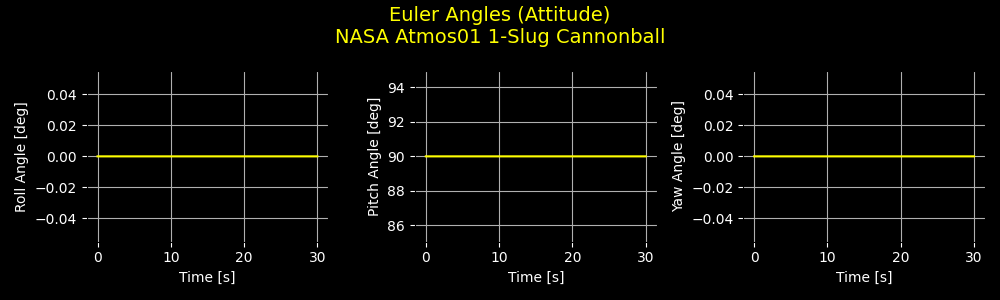 Euler Angles (Attitude)
NASA Atmos01 1-Slug Cannonball
Roll Angle [deg]
0.04
0.02
0.00
−0.02
−0.04
0 10 20 30
Time [s]
Pitch Angle [deg]
94
92
90
88
86
0 10 20 30
Time [s]
Yaw Angle [deg]
0.04
0.02
0.00
−0.02
−0.04
0 10 20 30
Time [s]